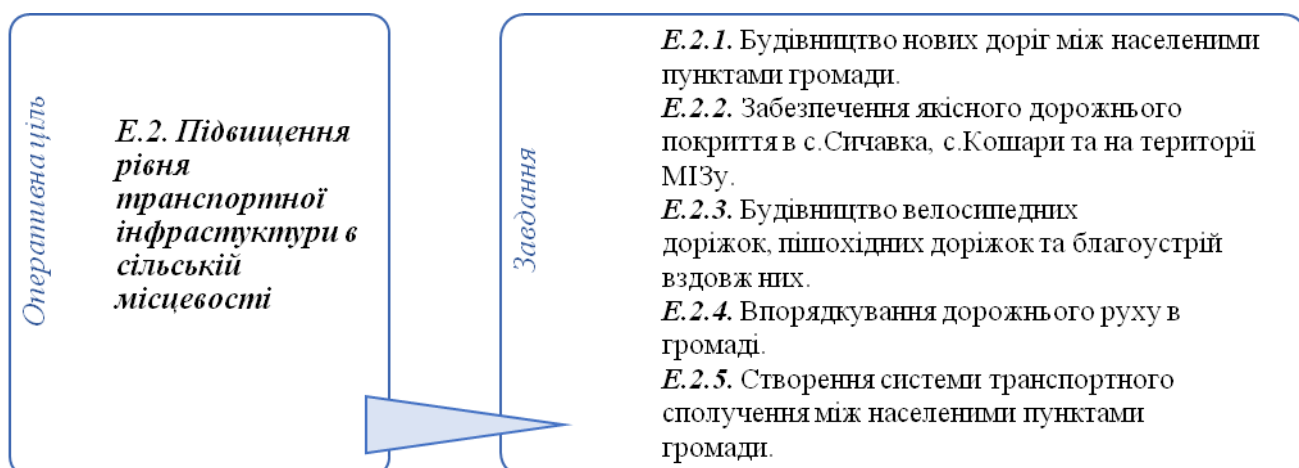 Оперативна ціль
Е.2. Підвищення
рівня
транспортної
інфрастуктури в
сільській
місцевості
Завдання
Е.2.1. Будівництво нових доріг між населеними
пунктами громади.
Е.2.2. Забезпечення якісного дорожнього
покриття в с.Сичавка, с.Кошари та на території
МІЗу.
Е.2.3. Будівництво велосипедних
доріжок, пішохідних доріжок та благоустрій
вздовж них.
Е.2.4. Впорядкування дорожнього руху в
громаді.
Е.2.5. Створення системи транспортного
сполучення між населеними пунктами
громади.